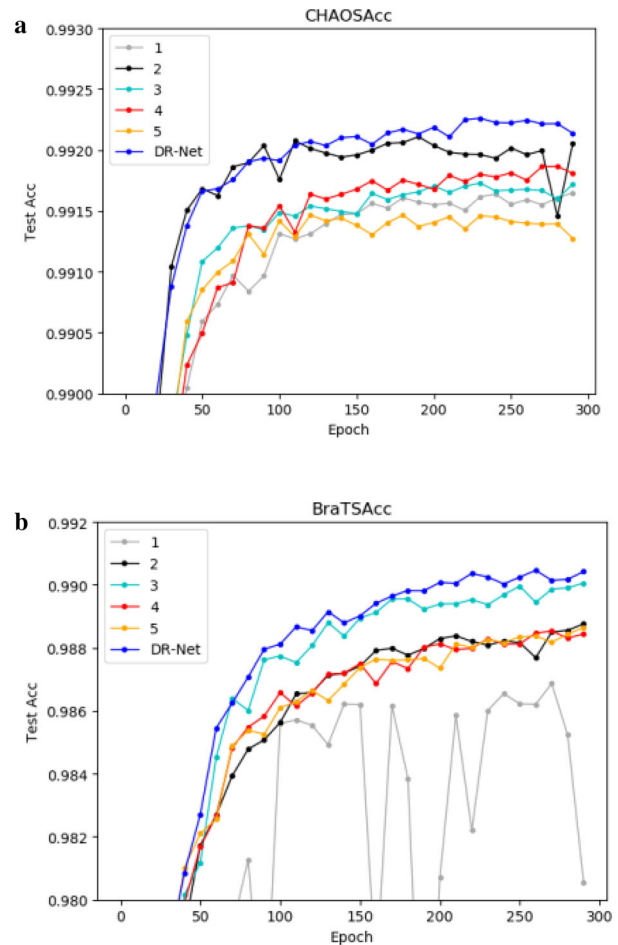 a
CHAOSAcc
0.9930
0.9925
0.9920
0.9915
0.9910
0.9905
0.9900
Test Acc
1
2
3
4
5
DR-Net
0 50 100 150 200 250 300
Epoch
b
BraTSAcc
0.992
0.990
0.988
0.986
0.984
0.982
0.980
Test Acc
1
2
3
4
5
DR-Net
0 50 100 150 200 250 300
Epoch